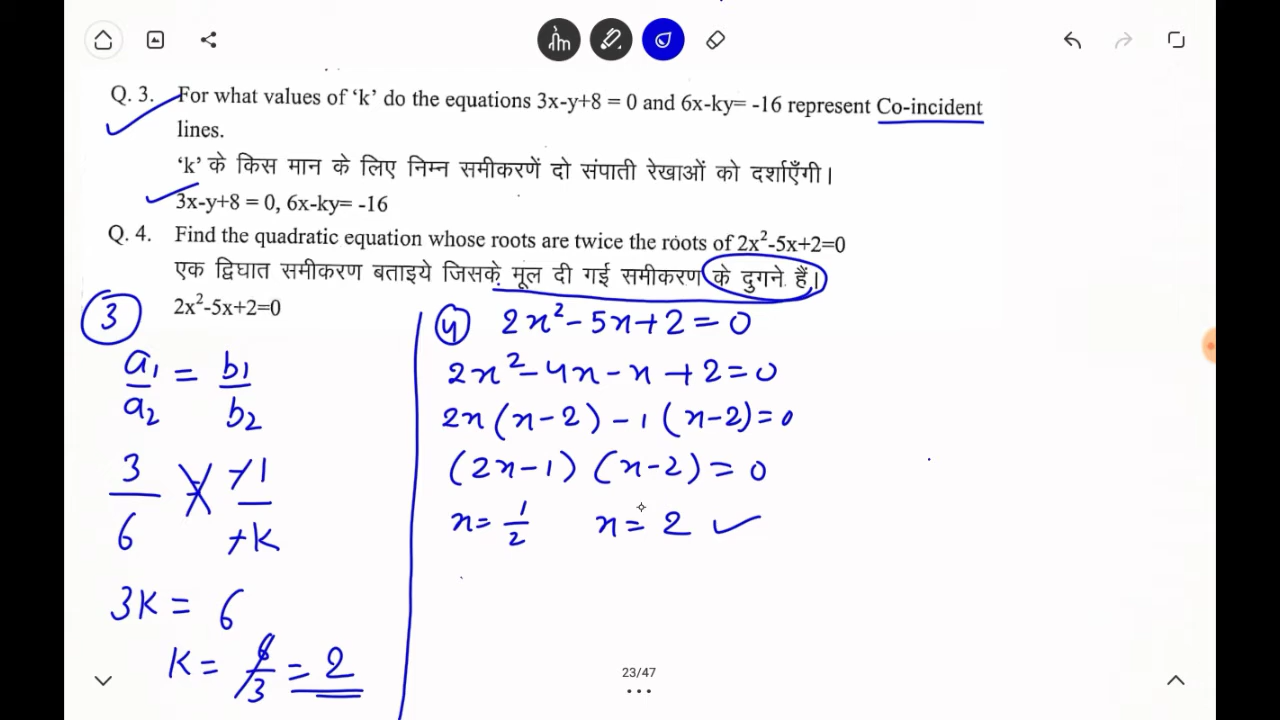 Q. 3. For what values of ‘k’ do the equations 3x-y+8 = 0 and 6x-ky= -16 represent Co-incident
lines.
‘k’ के किस मान के लिए निम्न समीकरणें दो संपाती रेखाओं को दर्शाएँगी।
3x-y+8 = 0, 6x-ky= -16
Q. 4. Find the quadratic equation whose roots are twice the roots of 2x²-5x+2=0
एक द्विघात समीकरण बताइये जिसके मूल दी गई समीकरण के दुगने हैं।
2x²-5x+2=0
3
a₁/a₂ = b₁/b₂
3/6 = -1/-k
3k = 6
k = 6/3 = 2
4 2x² - 5x + 2 = 0
2x² - 4x - x + 2 = 0
2x (x - 2) - 1 (x - 2) = 0
(2x - 1) (x - 2) = 0
x = 1/2 x = 2
23/47